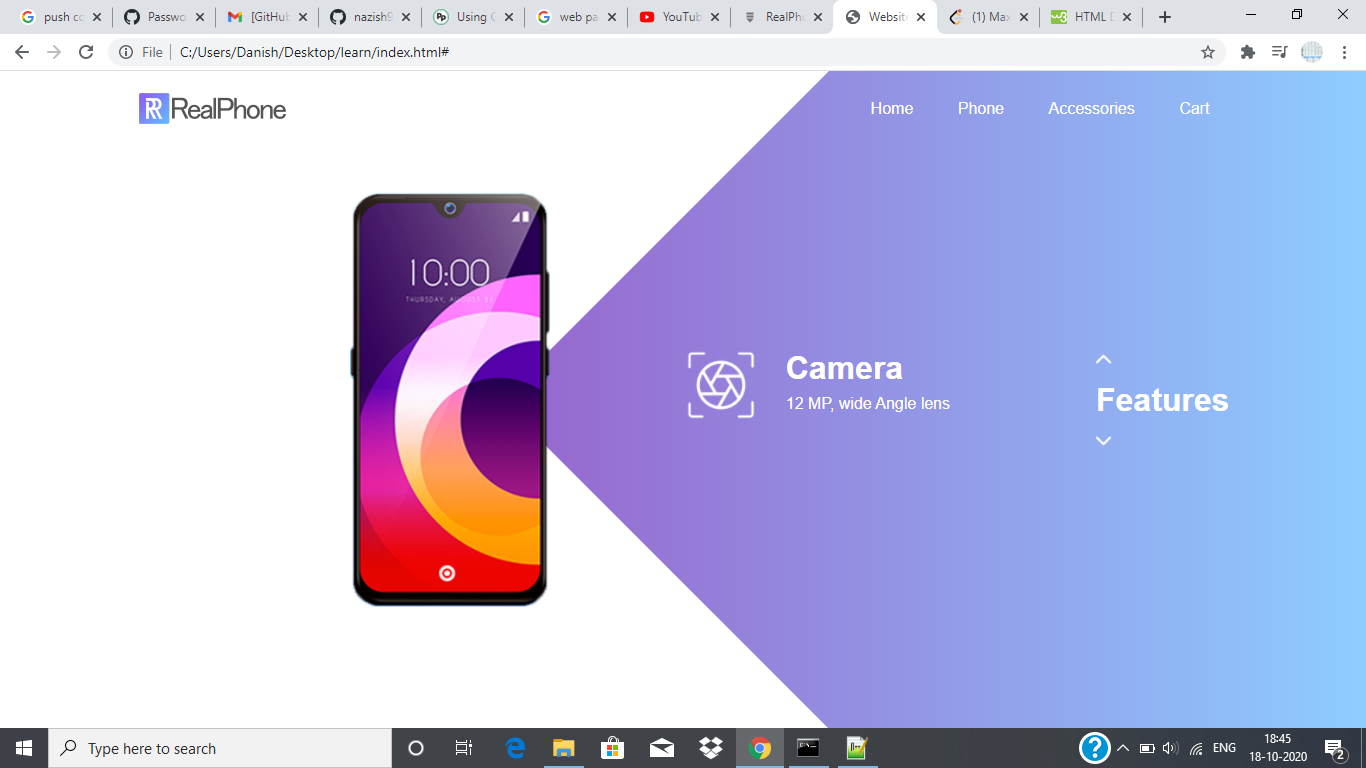 push co
Passwo
[GitHub
nazish9
Using
web pa
YouTub
RealPho
Website
(1) Max
HTML
File
C:/Users/Danish/Desktop/learn/index.html#
RealPhone
Home Phone Accessories Cart
10:00
THURSDAY, AUGUST 31
Camera
12 MP, wide Angle lens
Features
Type here to search
ENG
18:45
18-10-2020
2